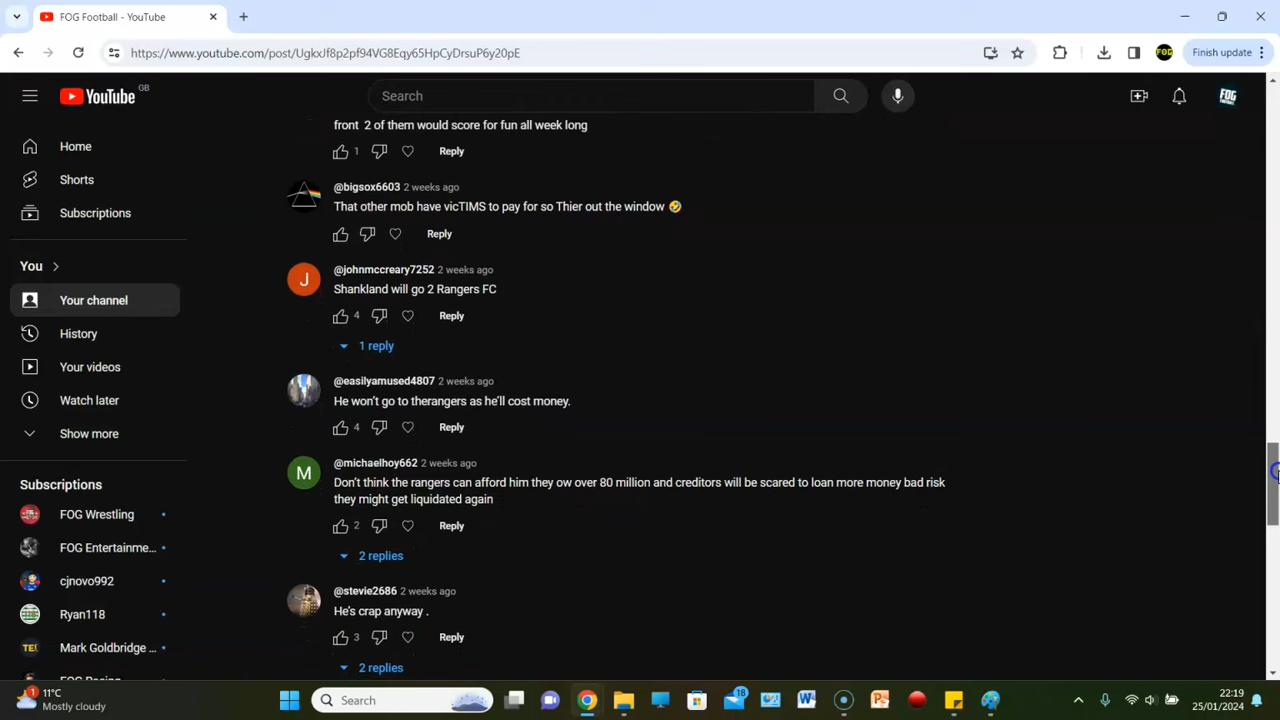 FOG Football - YouTube
https://www.youtube.com/post/UgkxJf8p2pf94VG8Eqy65HpCyDrsuP6y20pE
FOG
Finish update
YouTube GB
Search
FOG
Home
Shorts
Subscriptions
You
Your channel
History
Your videos
Watch later
Show more
Subscriptions
FOG Wrestling
FOG Entertainme...
cjnovo992
Ryan118
Mark Goldbridge ...
front 2 of them would score for fun all week long
1 Reply
@bigsox6603 2 weeks ago
That other mob have vicTIMS to pay for so Thier out the window 🤣
Reply
J
@johnmccreary7252 2 weeks ago
Shankland will go 2 Rangers FC
4 Reply
1 reply
@easilyamused4807 2 weeks ago
He won't go to therangers as he'll cost money.
4 Reply
M
@michaelhoy662 2 weeks ago
Don't think the rangers can afford him they ow over 80 million and creditors will be scared to loan more money bad risk
they might get liquidated again
2 Reply
2 replies
@stevie2686 2 weeks ago
He's crap anyway .
3 Reply
2 replies
1
11°C
Mostly cloudy
Search
18
22:19
25/01/2024